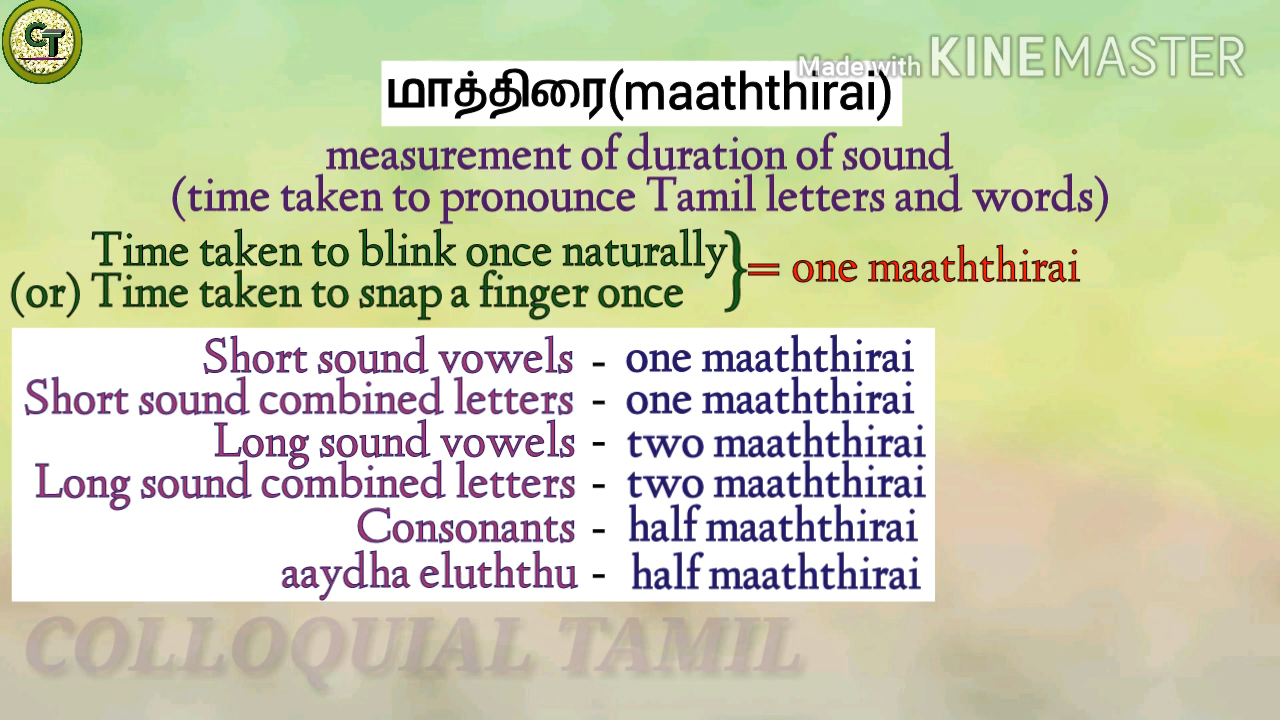 CT
Made with KINEMASTER
மாத்திரை(maaththirai)
measurement of duration of sound
(time taken to pronounce Tamil letters and words)
Time taken to blink once naturally
(or) Time taken to snap a finger once
} = one maaththirai
Short sound vowels - one maaththirai
Short sound combined letters - one maaththirai
Long sound vowels - two maaththirai
Long sound combined letters - two maaththirai
Consonants - half maaththirai
aaydha eluththu - half maaththirai
COLLOQUIAL TAMIL